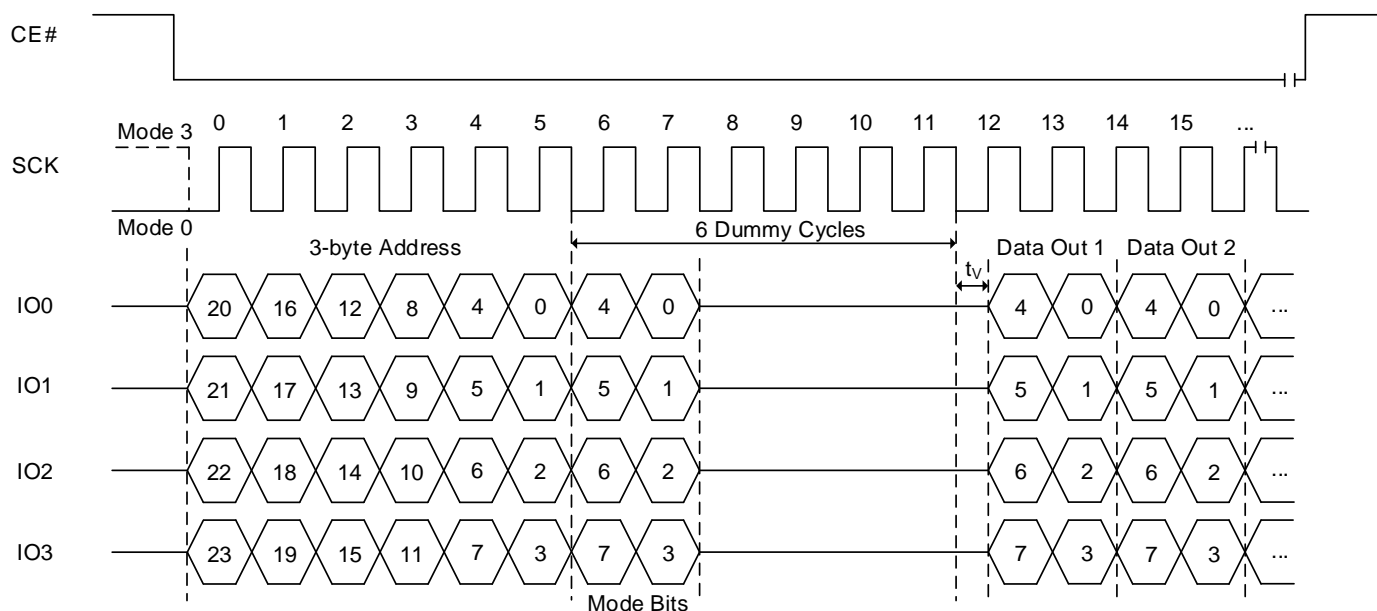 CE#
Mode 3 0 1 2 3 4 5 6 7 8 9 10 11 12 13 14 15 ...
SCK
Mode 0
6 Dummy Cycles
3-byte Address
Data Out 1 Data Out 2
tV
IO0 20 16 12 8 4 0 4 0 4 0 4 0 ...
IO1 21 17 13 9 5 1 5 1 5 1 5 1 ...
IO2 22 18 14 10 6 2 6 2 6 2 6 2 ...
IO3 23 19 15 11 7 3 7 3 7 3 7 3 ...
Mode Bits